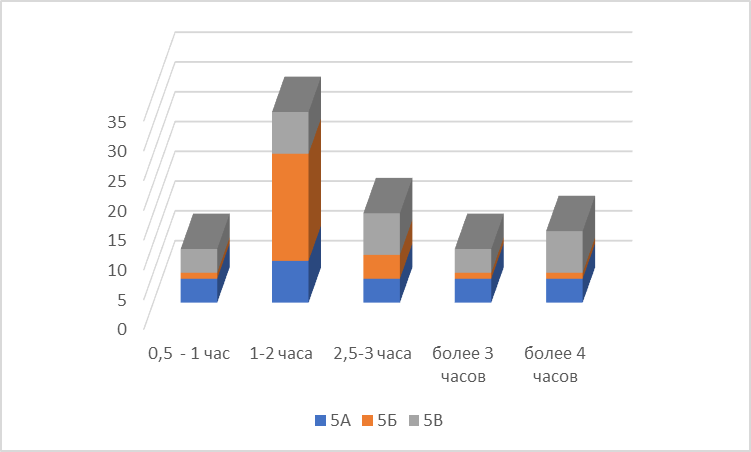 35
30
25
20
15
10
5
0
0,5 - 1 час
1-2 часа
2,5-3 часа
более 3
часов
более 4
часов
5А
5Б
5В